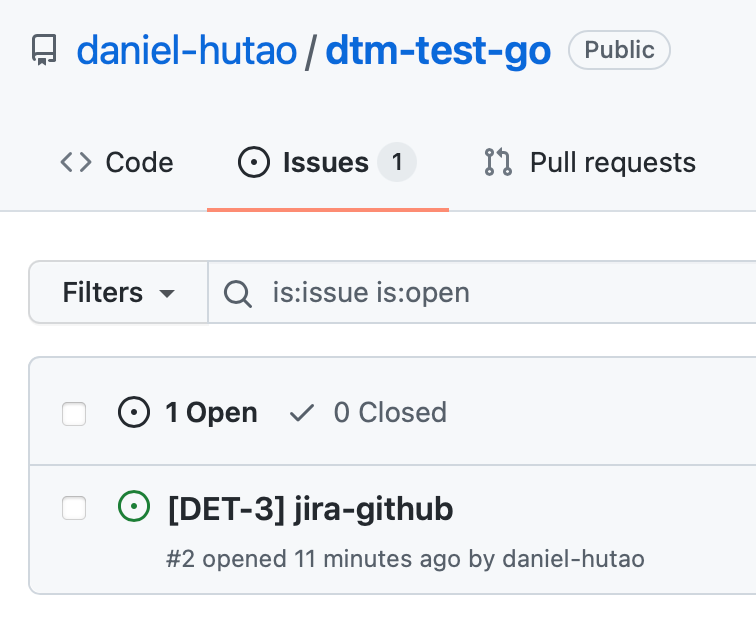 daniel-hutao / dtm-test-go Public
Code Issues 1 Pull requests
Filters is:issue is:open
1 Open 0 Closed
[DET-3] jira-github
#2 opened 11 minutes ago by daniel-hutao